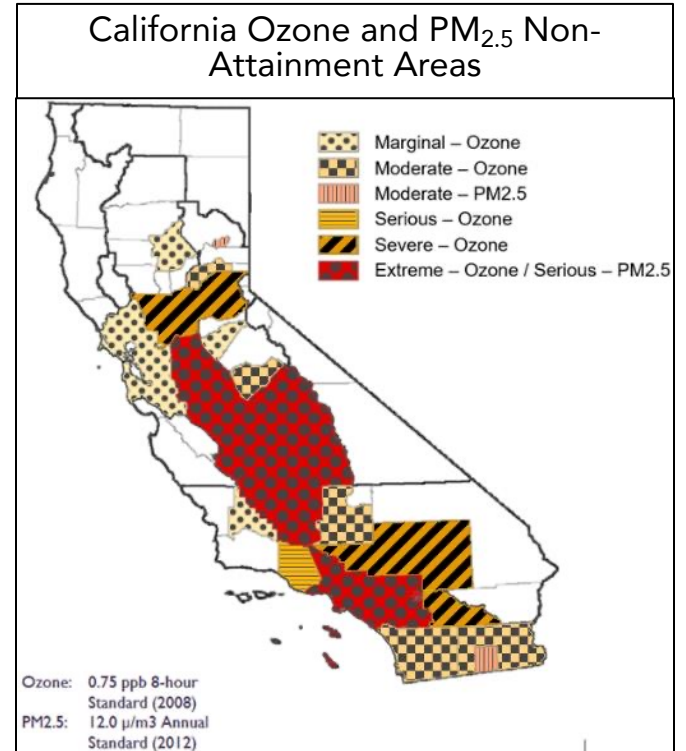 California Ozone and PM2.5 Non-
Attainment Areas
Marginal – Ozone
Moderate – Ozone
Moderate – PM2.5
Serious – Ozone
Severe – Ozone
Extreme – Ozone / Serious – PM2.5
Ozone: 0.75 ppb 8-hour
Standard (2008)
PM2.5: 12.0 µ/m3 Annual
Standard (2012)